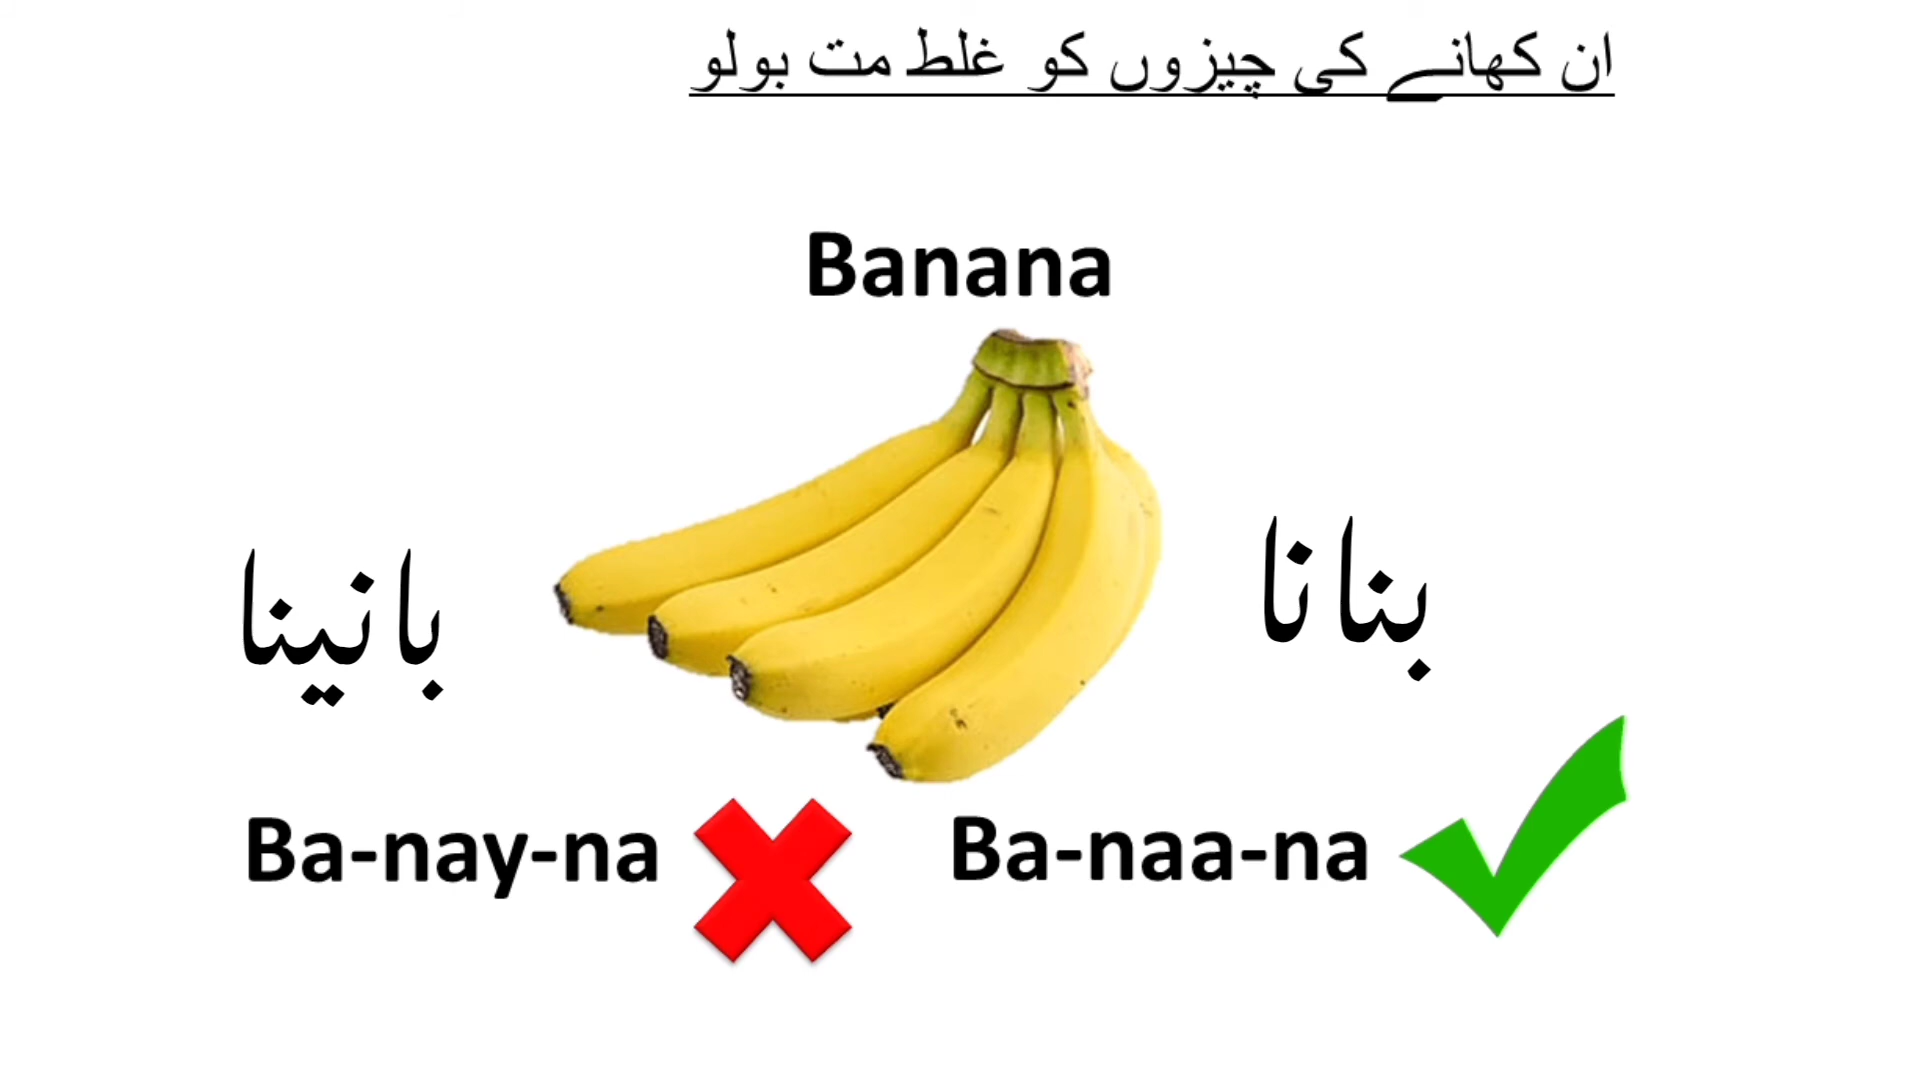 ان کھانے کی چیزوں کو غلط مت بولو
Banana
بنانا
بانینا
Ba-nay-na
Ba-naa-na